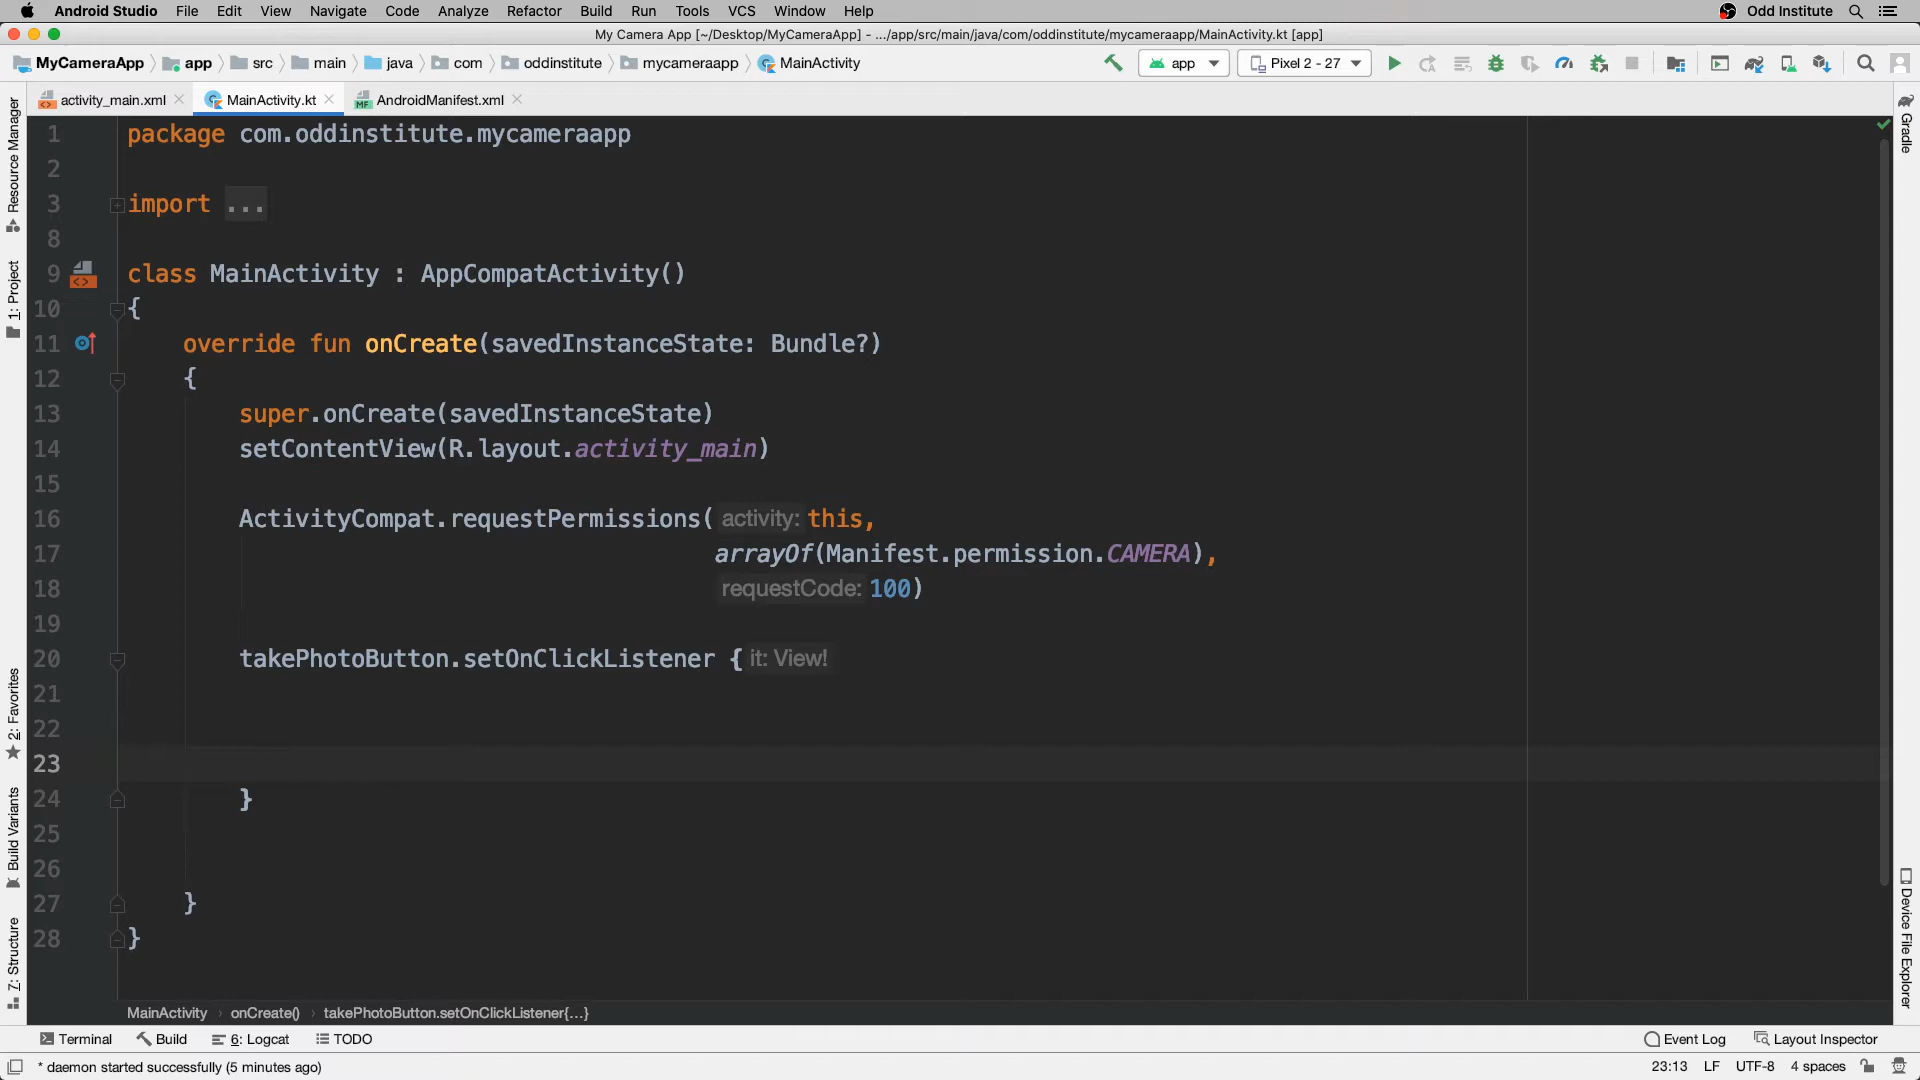 Android Studio File Edit View Navigate Code Analyze Refactor Build Run Tools VCS Window Help Odd Institute
My Camera App [~/Desktop/MyCameraApp] - .../app/src/main/java/com/oddinstitute/mycameraapp/MainActivity.kt [app]
MyCameraApp app src main java com oddinstitute mycameraapp MainActivity app Pixel 2 - 27
activity_main.xml MainActivity.kt AndroidManifest.xml
Resource Manager
1: Project
2: Favorites
Build Variants
7: Structure
Gradle
Device File Explorer
1 package com.oddinstitute.mycameraapp
2
3 import ...
8
9 class MainActivity : AppCompatActivity()
10 {
11 override fun onCreate(savedInstanceState: Bundle?)
12 {
13 super.onCreate(savedInstanceState)
14 setContentView(R.layout.activity_main)
15
16 ActivityCompat.requestPermissions( activity: this,
17 arrayOf(Manifest.permission.CAMERA),
18 requestCode: 100)
19
20 takePhotoButton.setOnClickListener { it: View!
21
22
23
24 }
25
26
27 }
28 }
MainActivity › onCreate() › takePhotoButton.setOnClickListener{...}
Terminal Build 6: Logcat TODO Event Log Layout Inspector
* daemon started successfully (5 minutes ago) 23:13 LF UTF-8 4 spaces